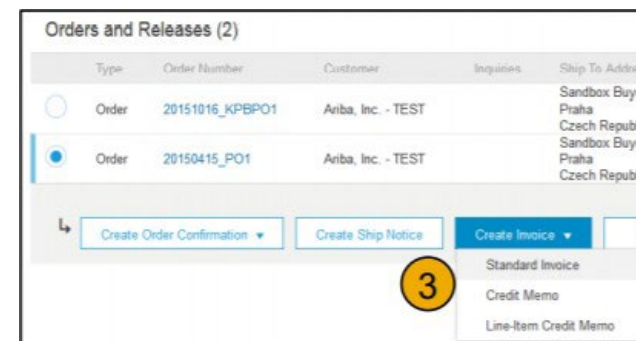 Orders and Releases (2)
Type Order Number Customer Inquiries Ship To Addre
Sandbox Buy
Order 20151016_KPBPO1 Ariba, Inc. - TEST Praha
Czech Republ
Sandbox Buy
Order 20150415_PO1 Ariba, Inc. - TEST Praha
Czech Republ
Create Order Confirmation Create Ship Notice Create Invoice
Standard Invoice
3
Credit Memo
Line-Item Credit Memo